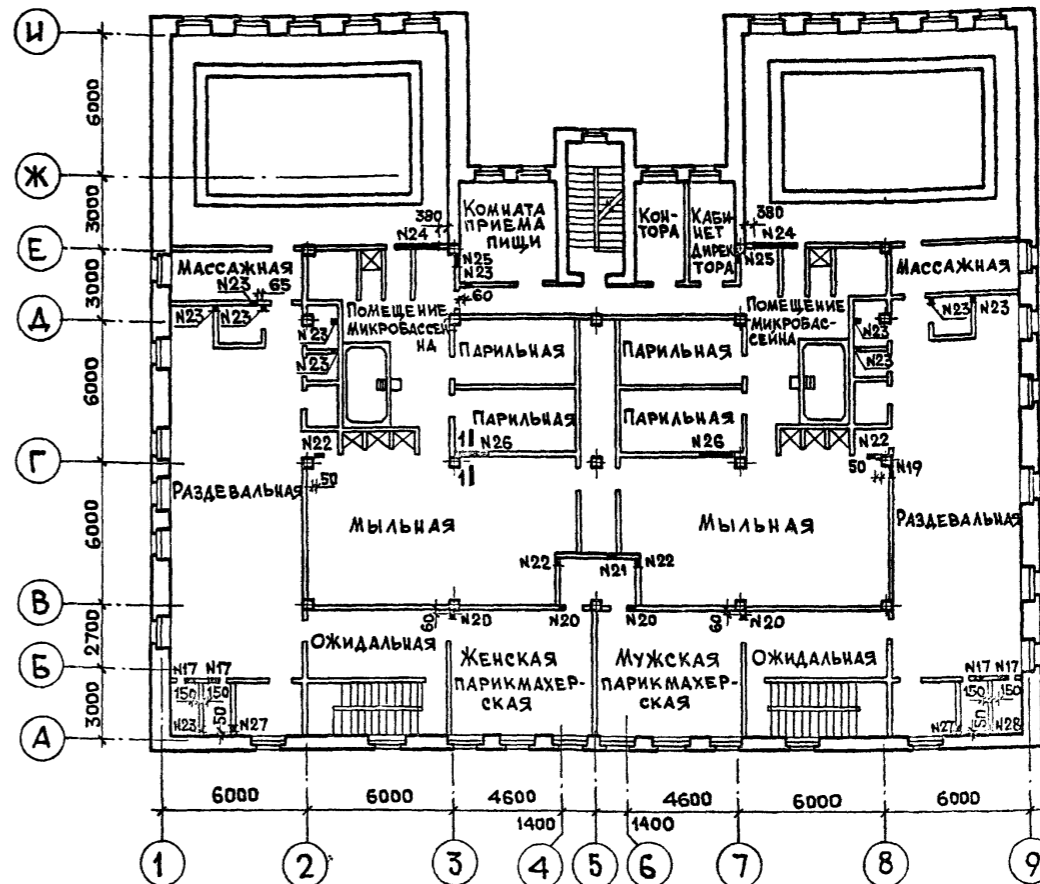 И
6000
Ж
3000
380
КОМНАТА
ПРИЕМА
ПИЩИ
КОН-
ТОРА
КАБИ-
НЕТ
ДИРЕК-
ТОРА
380
N24
N24
Е
N25
N23
N25
МАССАЖНАЯ
МАССАЖНАЯ
3000
N23
65
60
ПОМЕЩЕНИЕ
МИКРОБАССЕЙ-
НА
ПОМЕЩЕНИЕ
МИКРОБАС-
СЕЙНА
Д
N23
N23
N23
N23
N23
N23
N23
N23
ПАРИЛЬНАЯ
ПАРИЛЬНАЯ
6000
ПАРИЛЬНАЯ
ПАРИЛЬНАЯ
N22
1
N26
N26
N22
Г
1
50
50
N19
РАЗДЕВАЛЬНАЯ
РАЗДЕВАЛЬНАЯ
МЫЛЬНАЯ
МЫЛЬНАЯ
6000
N22
N21
N22
В
60
N20
N20
N20
60
N20
2700
ОЖИДАЛЬНАЯ
ЖЕНСКАЯ
ПАРИКМАХЕР-
СКАЯ
МУЖСКАЯ
ПАРИКМАХЕР-
СКАЯ
ОЖИДАЛЬНАЯ
Б
N17
N17
N17
N17
150
150
150
150
3000
N23
50
N27
N27
50
N28
А
6000
6000
4600
4600
6000
6000
1400
1400
1
2
3
4
5
6
7
8
9